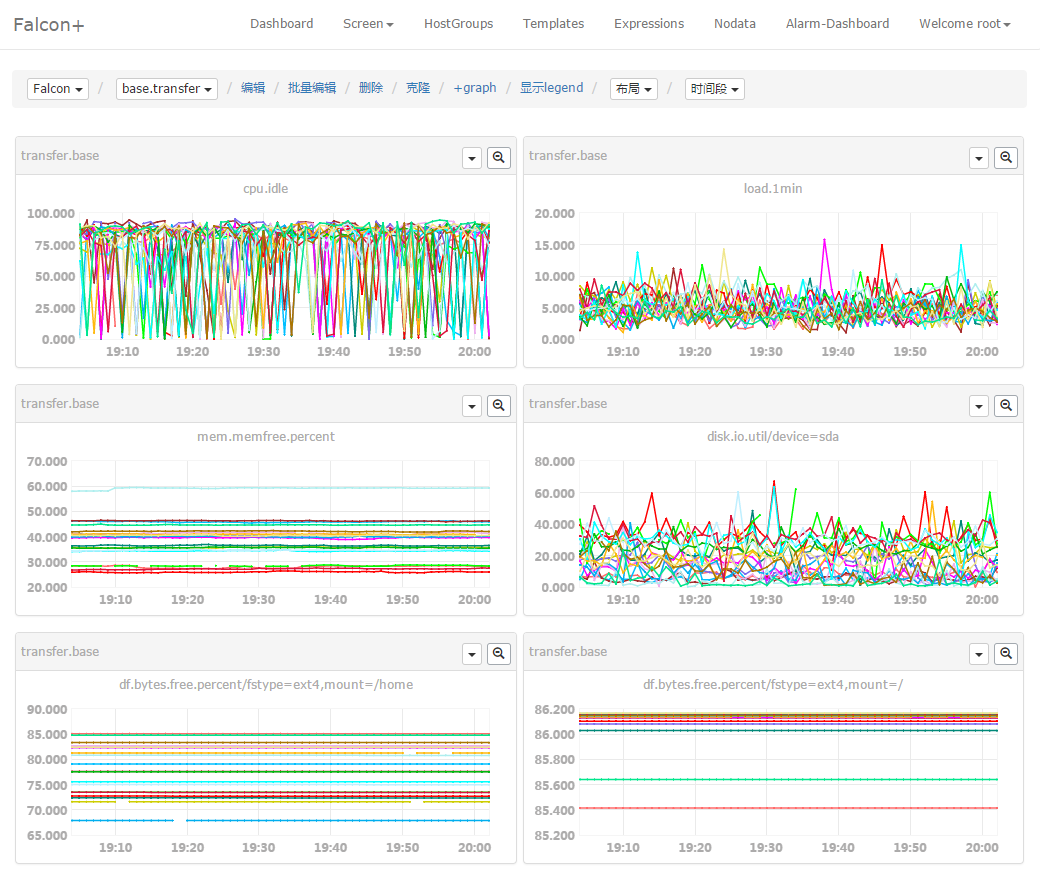 Falcon+ Dashboard Screen HostGroups Templates Expressions Nodata Alarm-Dashboard Welcome root
Falcon / base.transfer / 编辑 / 批量编辑 / 删除 / 克隆 / +graph / 显示legend / 布局 / 时间段
transfer.base
cpu.idle
100.000
75.000
50.000
25.000
0.000
19:10 19:20 19:30 19:40 19:50 20:00
transfer.base
load.1min
20.000
15.000
10.000
5.000
0.000
19:10 19:20 19:30 19:40 19:50 20:00
transfer.base
mem.memfree.percent
70.000
60.000
50.000
40.000
30.000
20.000
19:10 19:20 19:30 19:40 19:50 20:00
transfer.base
disk.io.util/device=sda
80.000
60.000
40.000
20.000
0.000
19:10 19:20 19:30 19:40 19:50 20:00
transfer.base
df.bytes.free.percent/fstype=ext4,mount=/home
90.000
85.000
80.000
75.000
70.000
65.000
19:10 19:20 19:30 19:40 19:50 20:00
transfer.base
df.bytes.free.percent/fstype=ext4,mount=/
86.200
86.000
85.800
85.600
85.400
85.200
19:10 19:20 19:30 19:40 19:50 20:00